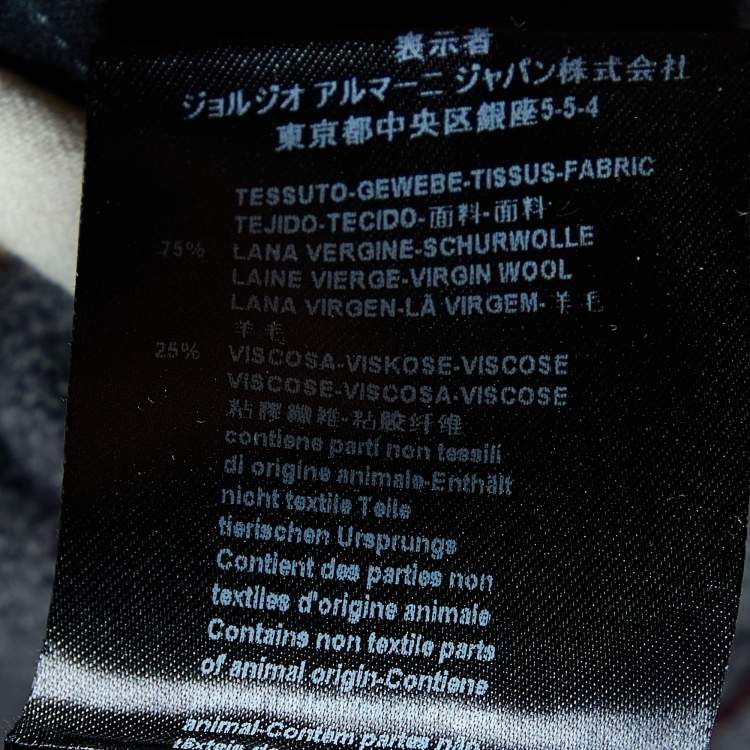 表示者
ジョルジオ アルマーニ ジャパン株式会社
東京都中央区銀座5-5-4
TESSUTO-GEWEBE-TISSUS-FABRIC
TEJIDO-TECIDO-面料-面料
75% LANA VERGINE-SCHURWOLLE
LAINE VIERGE-VIRGIN WOOL
LANA VIRGEN-LÃ VIRGEM-羊毛
羊毛
25% VISCOSA-VISKOSE-VISCOSE
VISCOSE-VISCOSA-VISCOSE
粘膠纖維-粘胶纤维
contiene parti non tessili
di origine animale-Enthält
nicht textile Teile
tierischen Ursprungs
Contient des parties non
textiles d'origine animale
Contains non textile parts
of animal origin-Contiene
animal-Contém partes
têxteis de